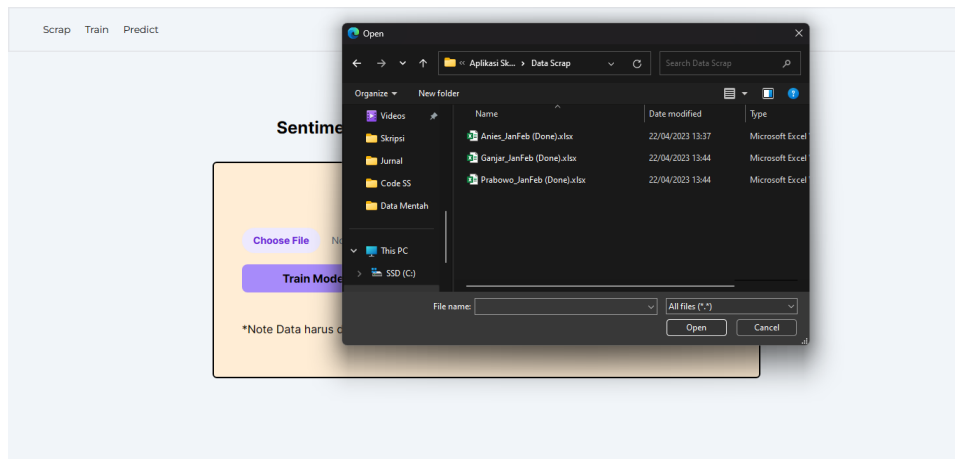 Scrap Train Predict
Open
« Aplikasi Sk... › Data Scrap
Search Data Scrap
Organize
New folder
Name
Date modified
Type
Videos
Skripsi
Jurnal
Code SS
Data Mentah
This PC
SSD (C:)
Anies_JanFeb (Done).xlsx 22/04/2023 13:37 Microsoft Excel
Ganjar_JanFeb (Done).xlsx 22/04/2023 13:44 Microsoft Excel
Prabowo_JanFeb (Done).xlsx 22/04/2023 13:44 Microsoft Excel
File name:
All files (*.*)
Open
Cancel
Sentime
Choose File No
Train Mode
*Note Data harus